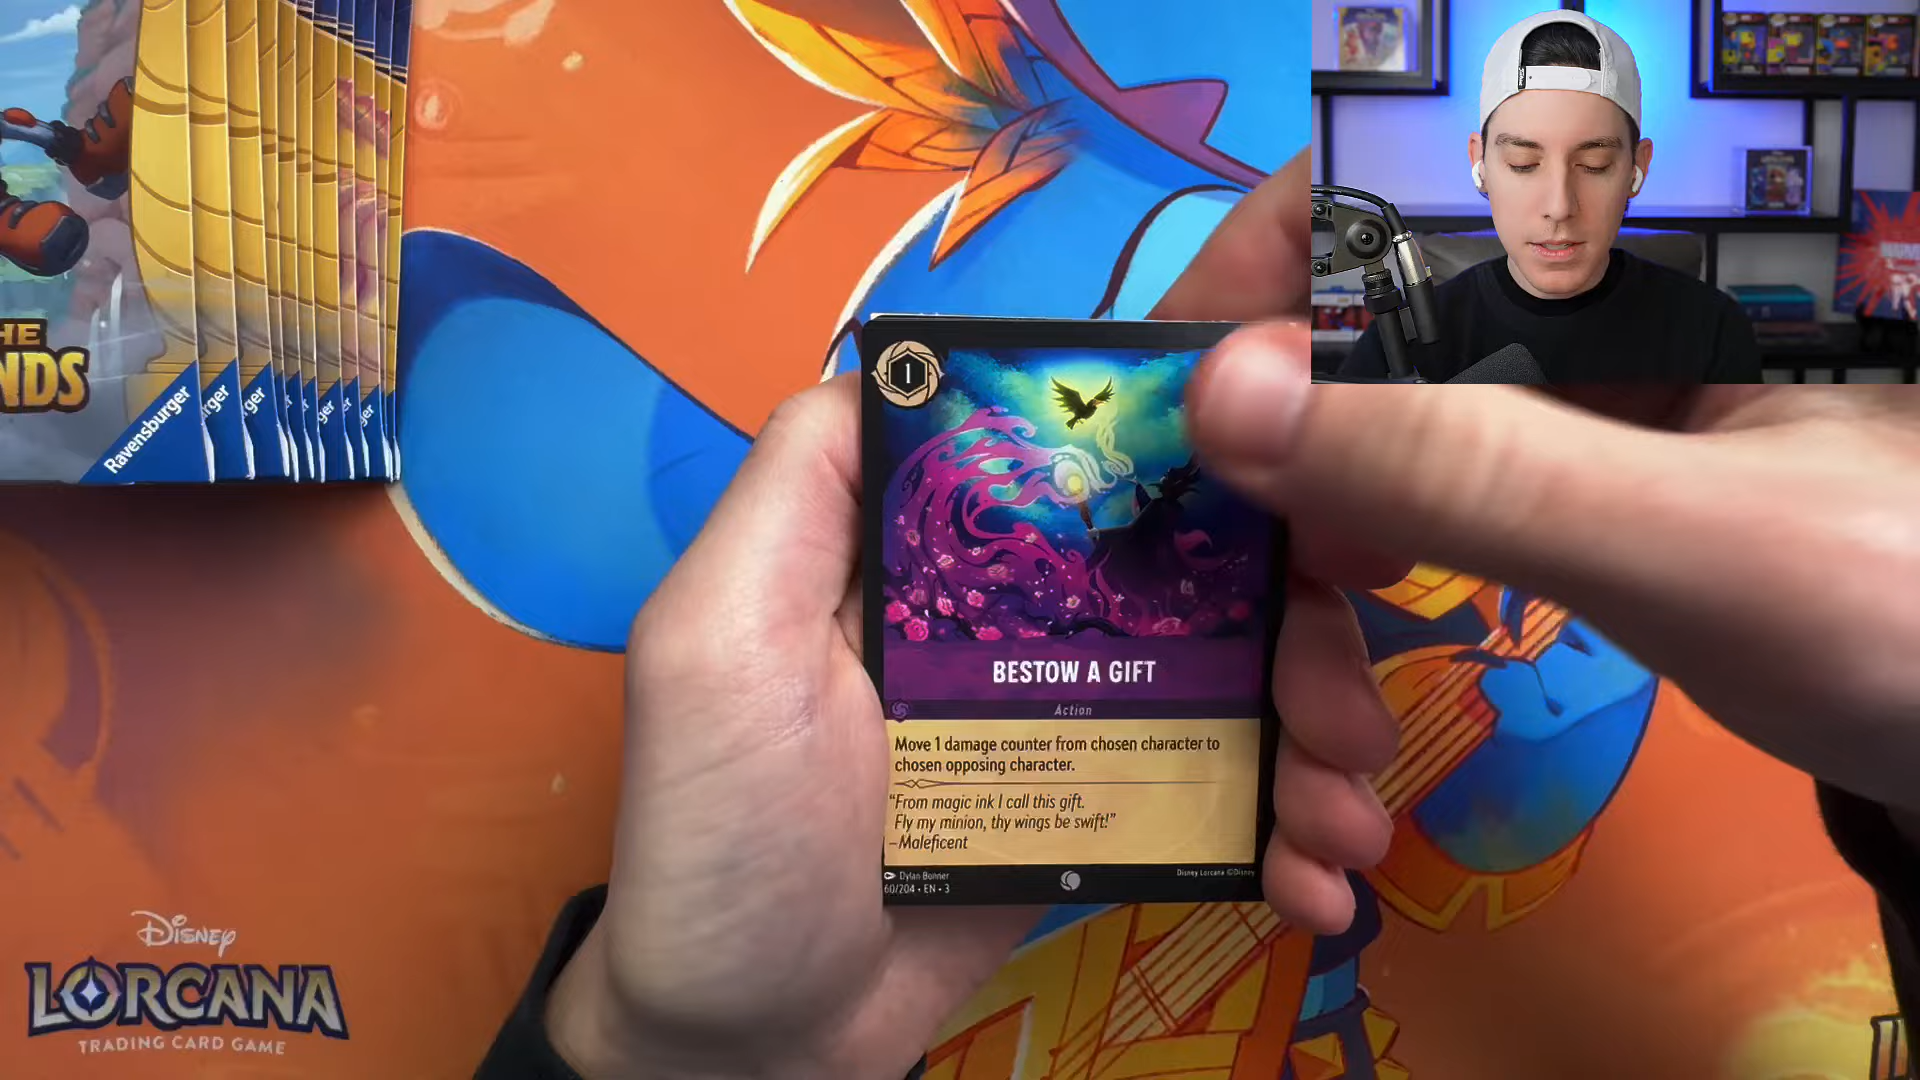 HE
NDS
Ravensburger
rger
ger
ger
ger
1
BESTOW A GIFT
Action
Move 1 damage counter from chosen character to
chosen opposing character.
“From magic ink I call this gift.
Fly my minion, thy wings be swift!”
–Maleficent
Dylan Bonner
60/204 • EN • 3
Disney Lorcana ©Disney
Disney
LORCANA
TRADING CARD GAME